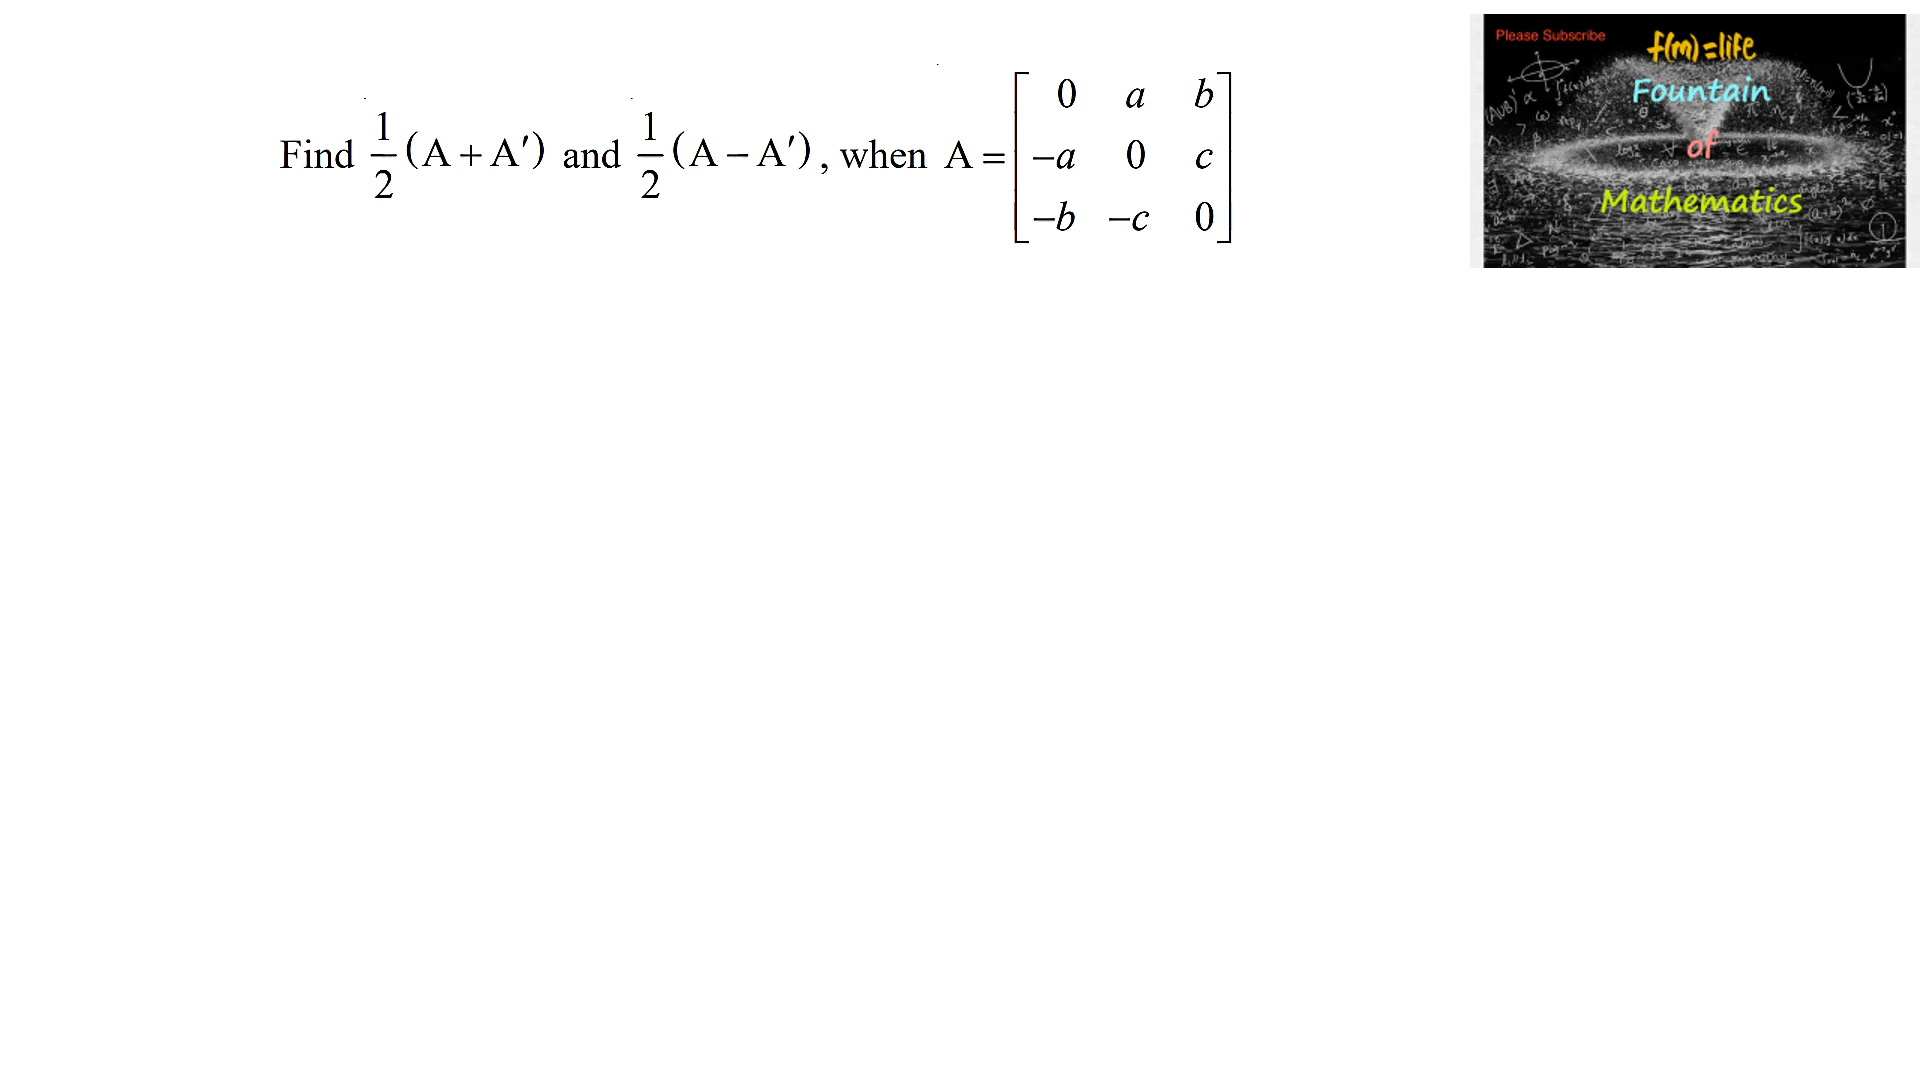 Find 1/2 (A + A′) and 1/2 (A − A′), when A = [0 a b; −a 0 c; −b −c 0]
Please Subscribe
f(m)=life
Fountain
of
Mathematics